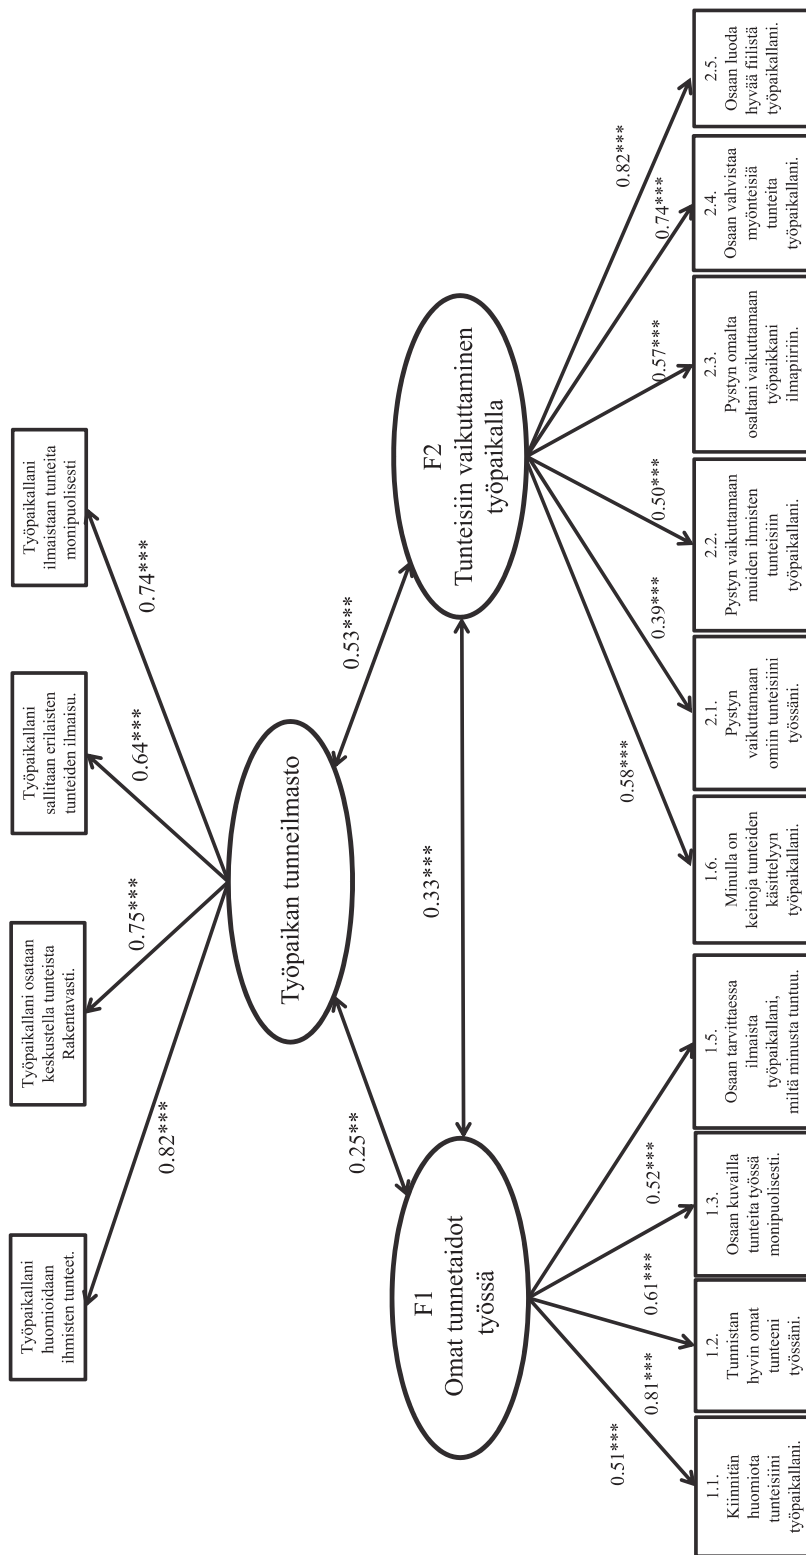 Työpaikallani
huomioidaan
ihmisten tunteet.
Työpaikallani osataan
keskustella tunteista
Rakentavasti.
Työpaikallani
sallitaan erilaisten
tunteiden ilmaisu.
Työpaikallani
ilmaistaan tunteita
monipuolisesti
0.82***
0.75***
0.64***
0.74***
Työpaikan tunneilmasto
0.25**
0.53***
F1
Omat tunnetaidot
työssä
0.33***
F2
Tunteisiin vaikuttaminen
työpaikalla
0.51***
0.81***
0.61***
0.52***
0.58***
0.39***
0.50***
0.57***
0.74***
0.82***
1.1.
Kiinnitän
huomiota
tunteisiini
työpaikallani.
1.2.
Tunnistan
hyvin omat
tunteeni
työssäni.
1.3.
Osaan kuvailla
tunteita työssä
monipuolisesti.
1.5.
Osaan tarvittaessa
ilmaista
työpaikallani,
miltä minusta tuntuu.
1.6.
Minulla on
keinoja tunteiden
käsittelyyn
työpaikallani.
2.1.
Pystyn
vaikuttamaan
omiin tunteisiini
työssäni.
2.2.
Pystyn vaikuttamaan
muiden ihmisten
tunteisiin
työpaikallani.
2.3.
Pystyn omalta
osaltani vaikuttamaan
työpaikkani
ilmapiiriin.
2.4.
Osaan vahvistaa
myönteisiä
tunteita
työpaikallani.
2.5.
Osaan luoda
hyvää fiilistä
työpaikallani.